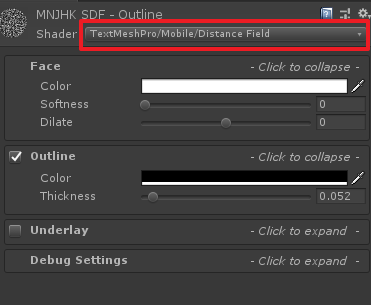 MNJHK SDF - Outline
Shader TextMeshPro/Mobile/Distance Field
Face - Click to collapse -
Color
Softness 0
Dilate 0
Outline - Click to collapse -
Color
Thickness 0.052
Underlay - Click to expand -
Debug Settings - Click to expand -